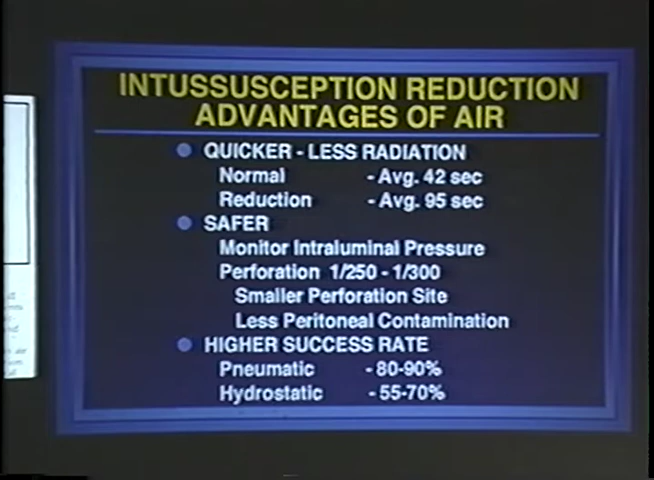 INTUSSUSCEPTION REDUCTION
ADVANTAGES OF AIR
QUICKER - LESS RADIATION
Normal - Avg. 42 sec
Reduction - Avg. 95 sec
SAFER
Monitor Intraluminal Pressure
Perforation 1/250 - 1/300
Smaller Perforation Site
Less Peritoneal Contamination
HIGHER SUCCESS RATE
Pneumatic - 80-90%
Hydrostatic - 55-70%